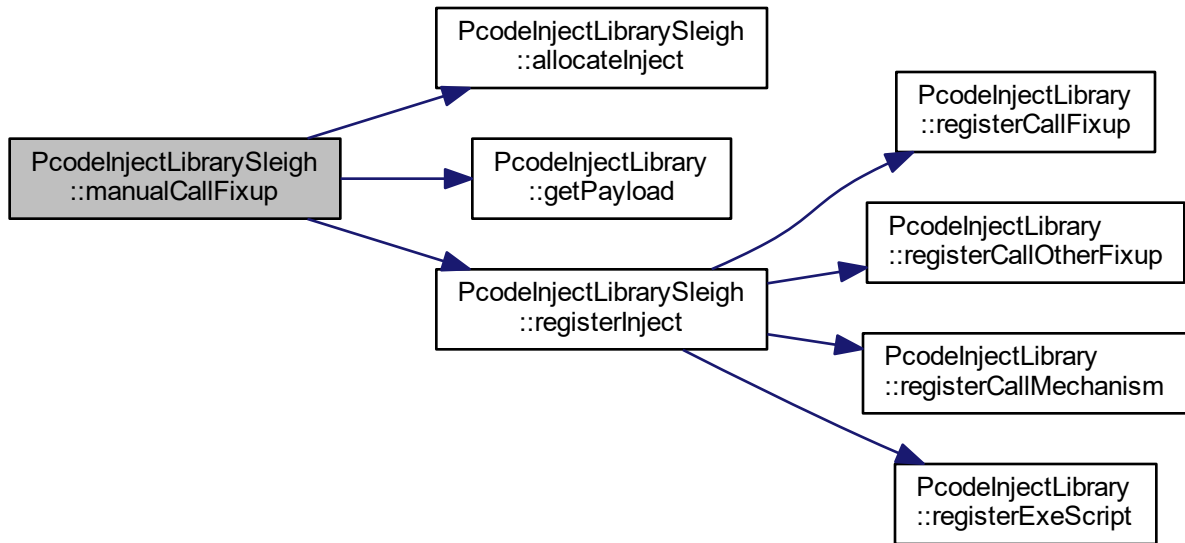 PcodeInjectLibrarySleigh
::manualCallFixup
PcodeInjectLibrarySleigh
::allocateInject
PcodeInjectLibrary
::getPayload
PcodeInjectLibrarySleigh
::registerInject
PcodeInjectLibrary
::registerCallFixup
PcodeInjectLibrary
::registerCallOtherFixup
PcodeInjectLibrary
::registerCallMechanism
PcodeInjectLibrary
::registerExeScript